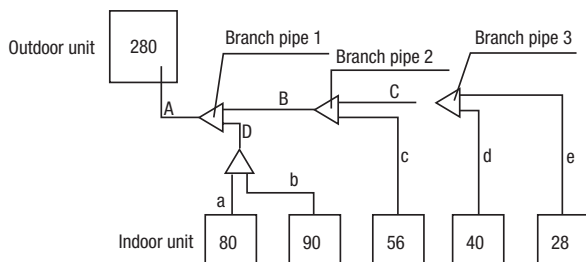 Outdoor unit
280
Branch pipe 1
Branch pipe 2
Branch pipe 3
A
B
C
D
c
d
e
a
b
Indoor unit
80
90
56
40
28